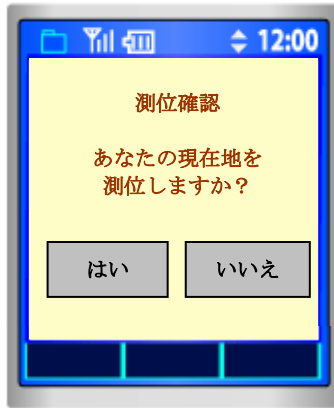 12:00
測位確認
あなたの現在地を
測位しますか？
はい
いいえ